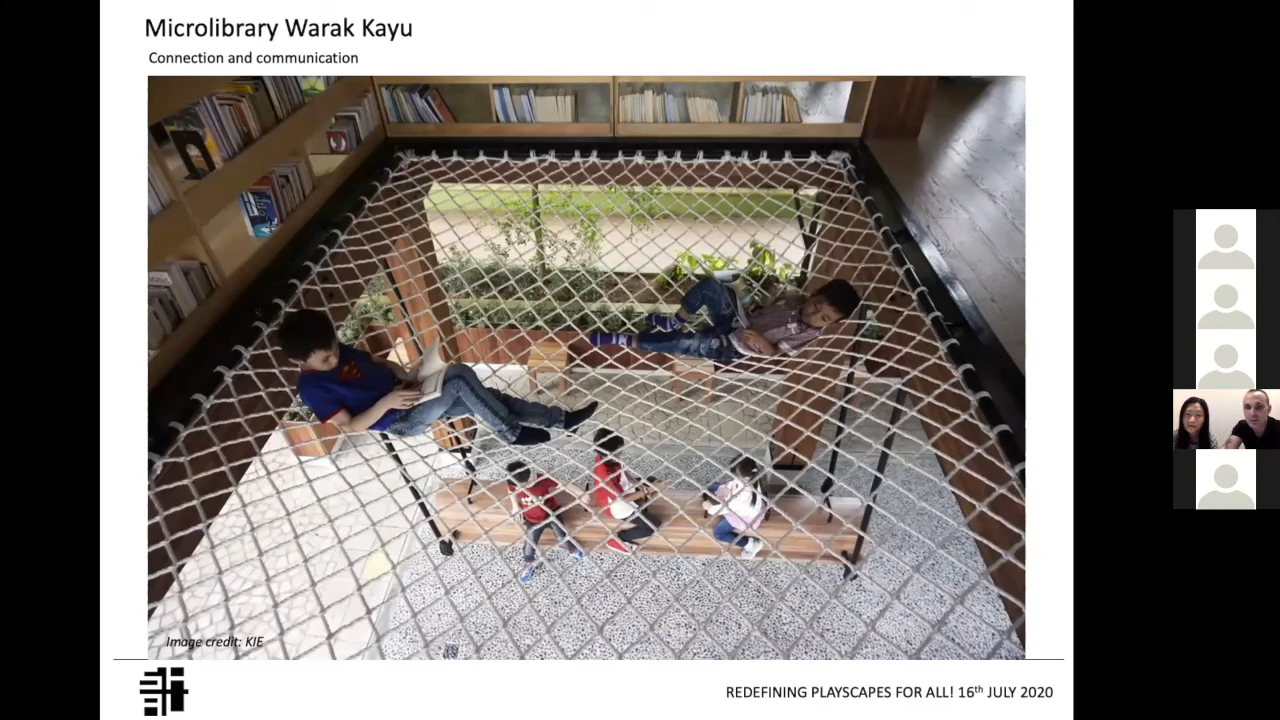 Microlibrary Warak Kayu
Connection and communication
Image credit: KIE
REDEFINING PLAYSCAPES FOR ALL! 16th JULY 2020